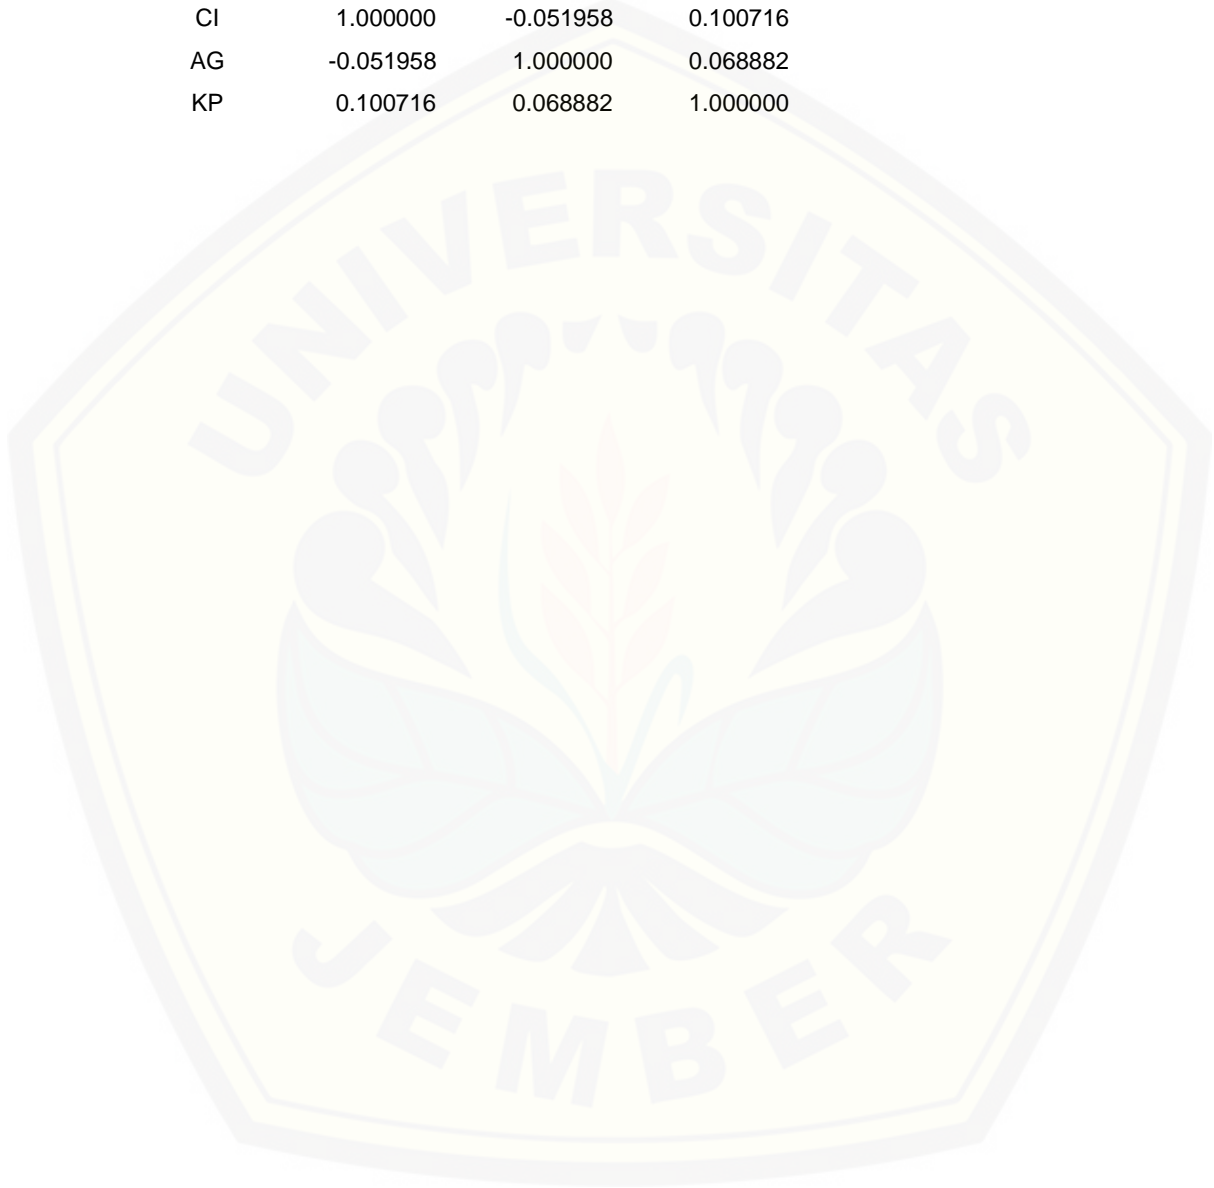 CI 1.000000 -0.051958 0.100716
AG -0.051958 1.000000 0.068882
KP 0.100716 0.068882 1.000000
UNIVERSITAS
JEMBER